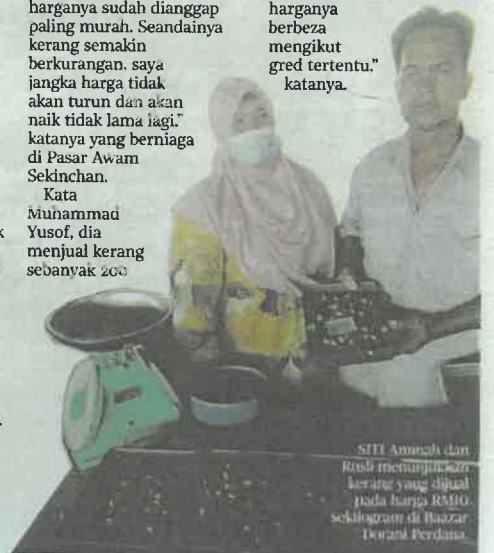 harganya sudah dianggap
paling murah. Seandainya
kerang semakin
berkurangan, saya
jangka harga tidak
akan turun dan akan
naik tidak lama lagi,"
katanya yang berniaga
di Pasar Awam
Sekinchan.
Kata
Muhammad
Yusof, dia
menjual kerang
sebanyak 200
harganya
berbeza
mengikut
gred tertentu,"
katanya.
SITI Aminah dan
Rusli menunjukkan
kerang yang dijual
pada harga RM10
sekilogram di Baazar
Dorani Perdana.